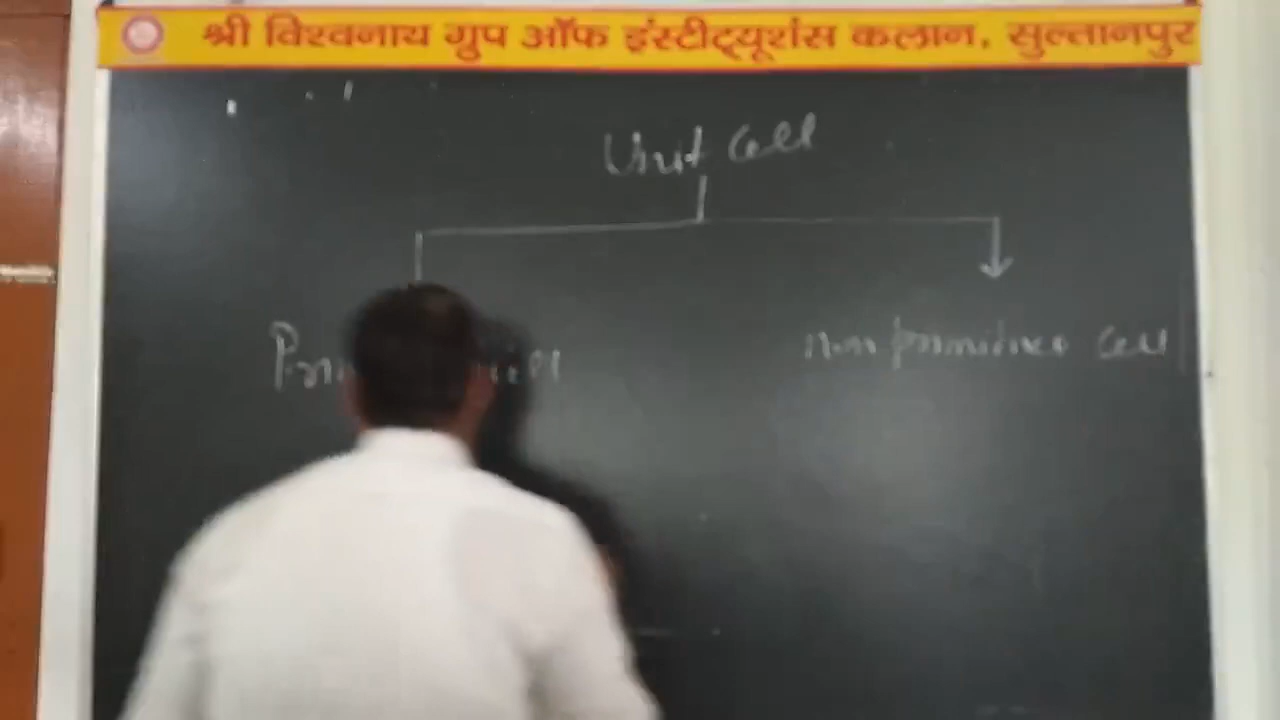 श्री विश्वनाथ ग्रुप ऑफ इंस्टीट्यूशंस कलान, सुल्तानपुर
Unit Cell
non primitive Cell